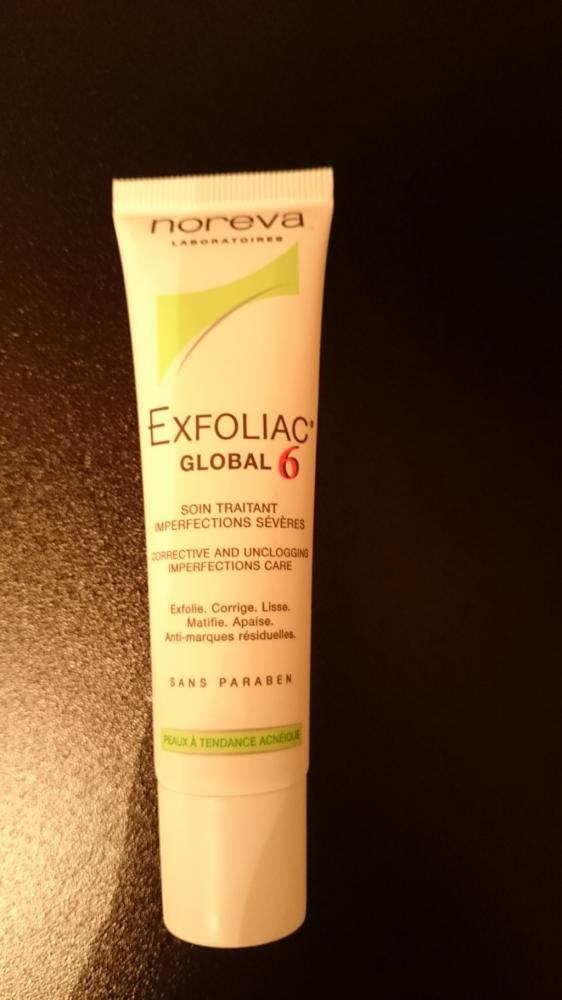 noreva
LABORATOIRES
EXFOLIAC®
GLOBAL 6
SOIN TRAITANT
IMPERFECTIONS SÉVÈRES
CORRECTIVE AND UNCLOGGING
IMPERFECTIONS CARE
Exfolie. Corrige. Lisse.
Matifie. Apaise.
Anti-marques résiduelles.
SANS PARABEN
PEAUX À TENDANCE ACNÉIQUE